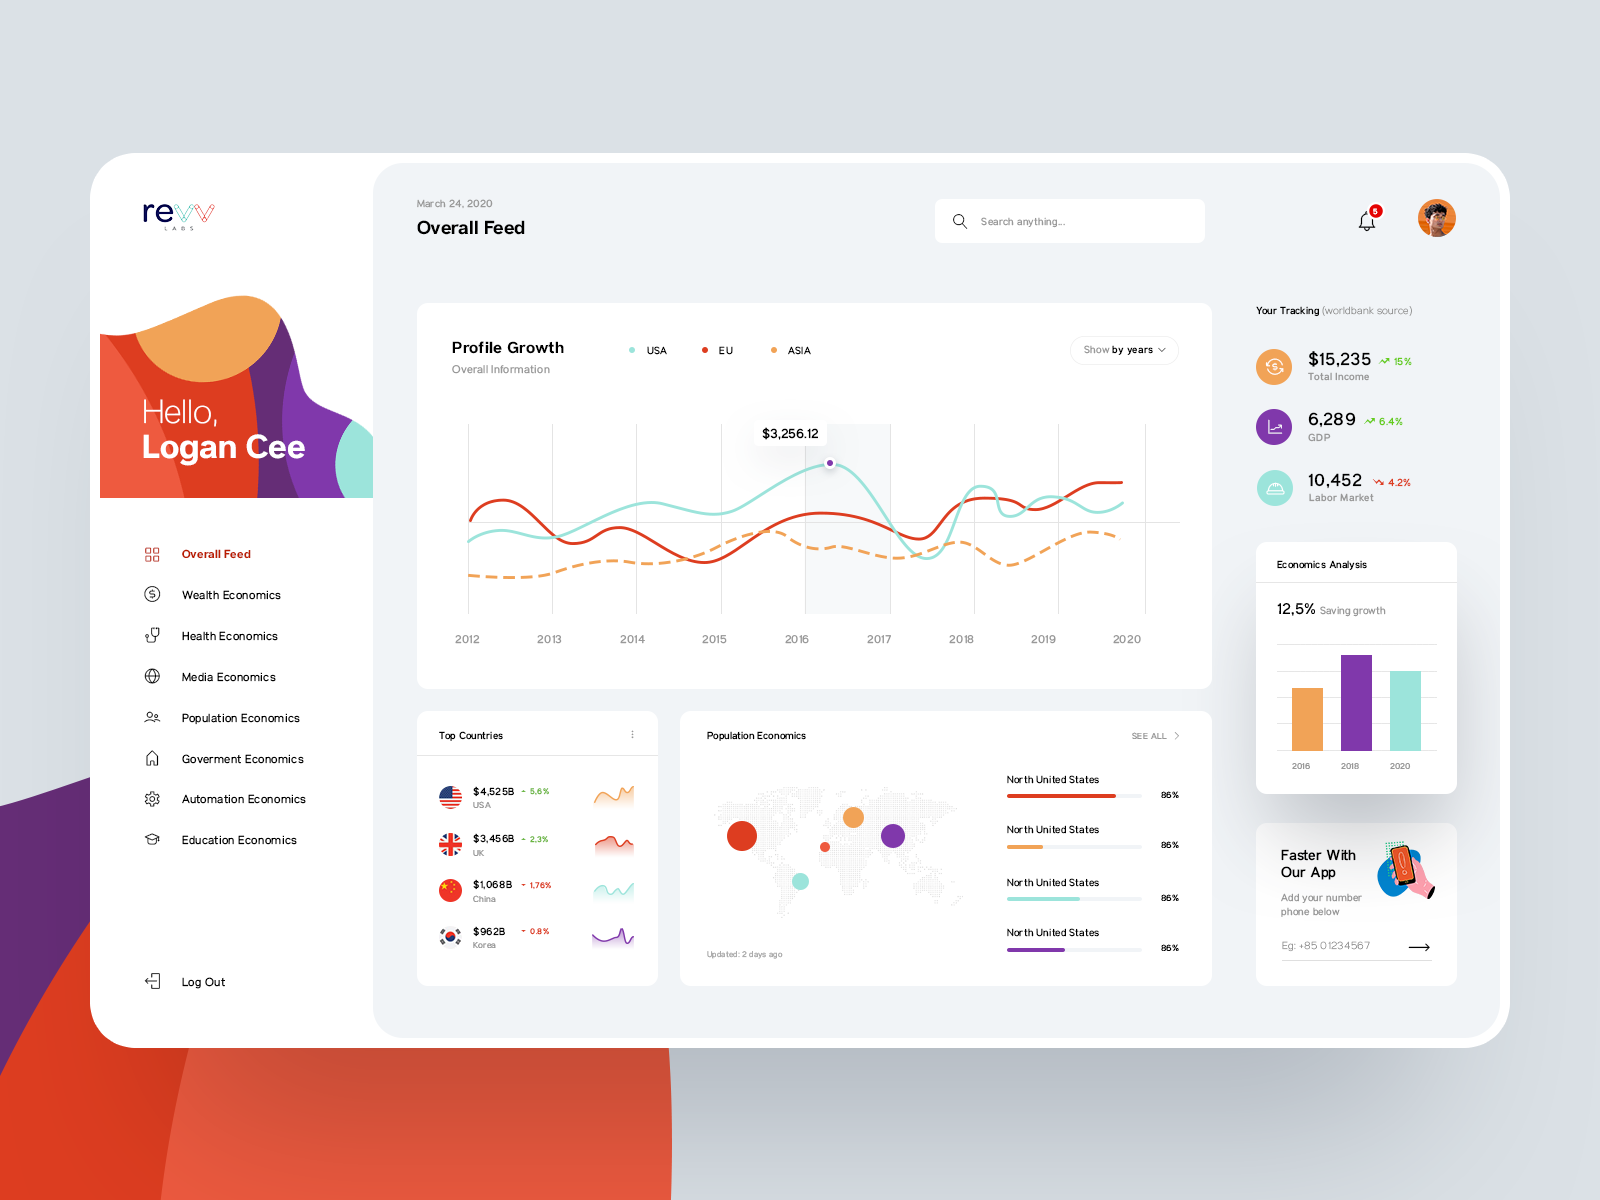 revv
LABS
Hello,
Logan Cee
Overall Feed
Wealth Economics
Health Economics
Media Economics
Population Economics
Goverment Economics
Automation Economics
Education Economics
Log Out
March 24, 2020
Overall Feed
Search anything...
5
Profile Growth
Overall Information
USA
EU
ASIA
Show by years
$3,256.12
2012 2013 2014 2015 2016 2017 2018 2019 2020
Top Countries
$4,525B - 5,6%
USA
$3,456B - 2,3%
UK
$1,068B - 1,76%
China
$962B - 0.8%
Korea
Population Economics
SEE ALL
North United States
86%
North United States
86%
North United States
86%
North United States
86%
Updated: 2 days ago
Your Tracking (worldbank source)
$15,235 15%
Total Income
6,289 6.4%
GDP
10,452 4.2%
Labor Market
Economics Analysis
12,5% Saving growth
2016 2018 2020
Faster With
Our App
Add your number
phone below
Eg: +85 01234567